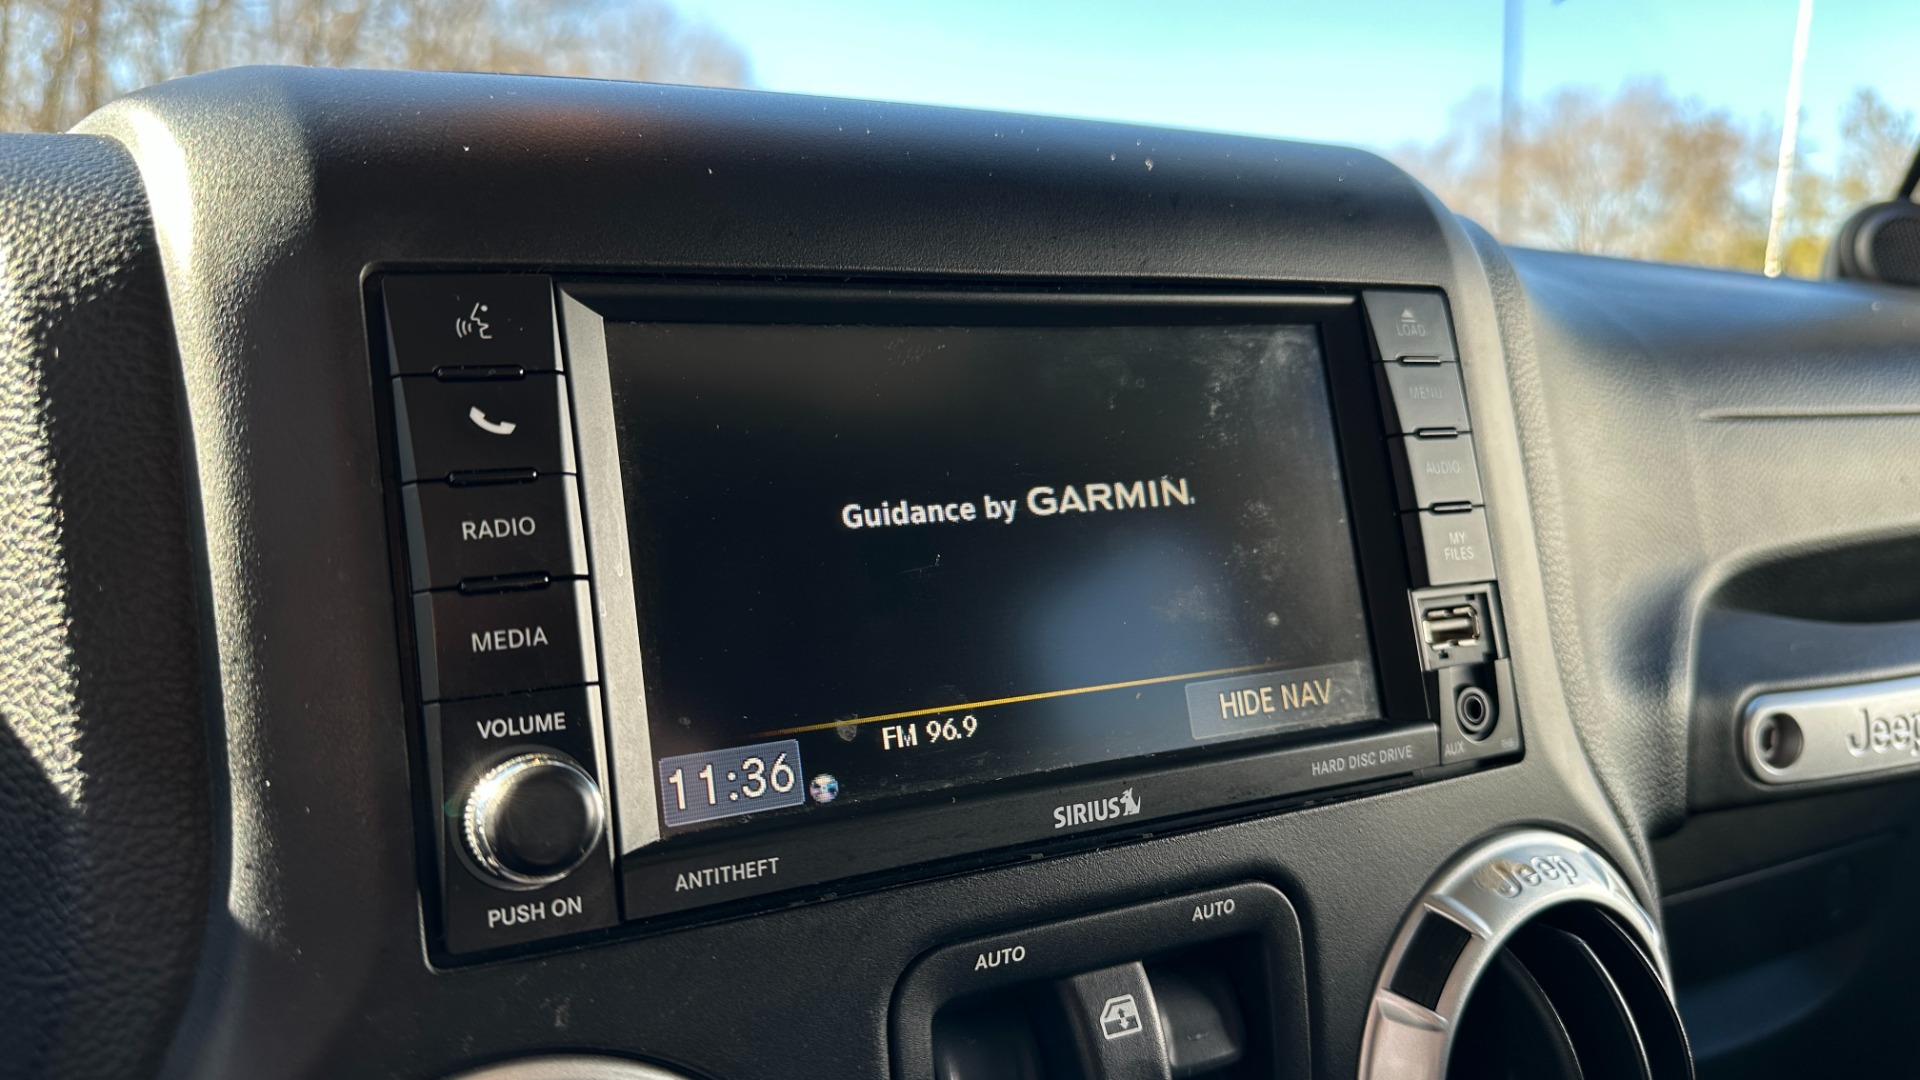 LOAD
MENU
AUDIO
MY
FILES
RADIO
MEDIA
VOLUME
PUSH ON
Guidance by GARMIN.
FM 96.9
HIDE NAV
11:36
HARD DISC DRIVE
AUX
SIRIUS
ANTITHEFT
AUTO
AUTO
Jeep
Jeep